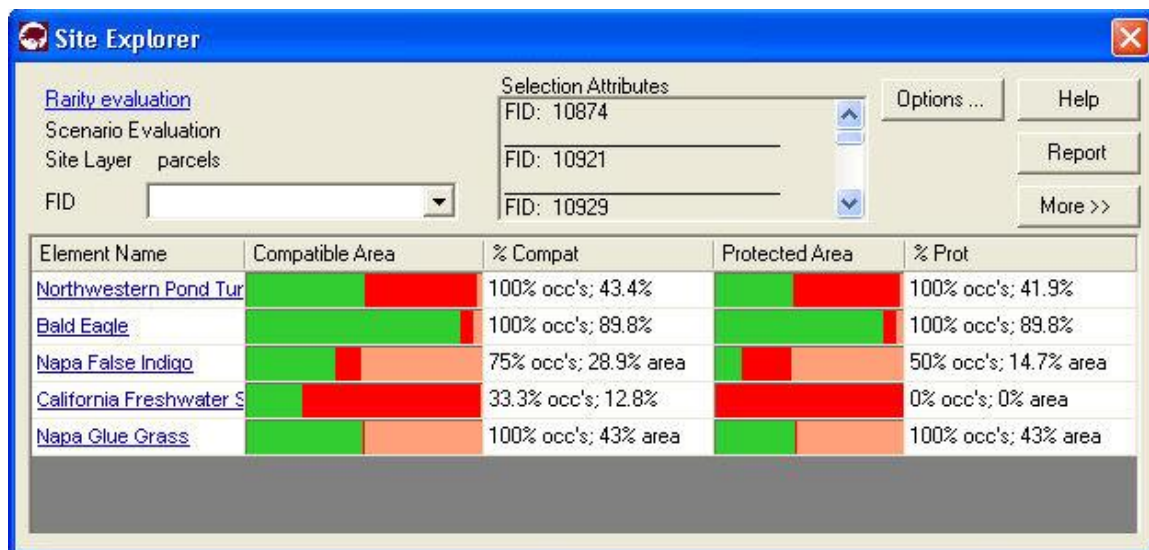 Site Explorer
Rarity evaluation
Scenario Evaluation
Site Layer parcels
FID
Selection Attributes
FID: 10874
FID: 10921
FID: 10929
Options ...
Help
Report
More >>
Element Name Compatible Area % Compat Protected Area % Prot
Northwestern Pond Tur 100% occ's; 43.4% 100% occ's; 41.9%
Bald Eagle 100% occ's; 89.8% 100% occ's; 89.8%
Napa False Indigo 75% occ's; 28.9% area 50% occ's; 14.7% area
California Freshwater S 33.3% occ's; 12.8% 0% occ's; 0% area
Napa Glue Grass 100% occ's; 43% area 100% occ's; 43% area